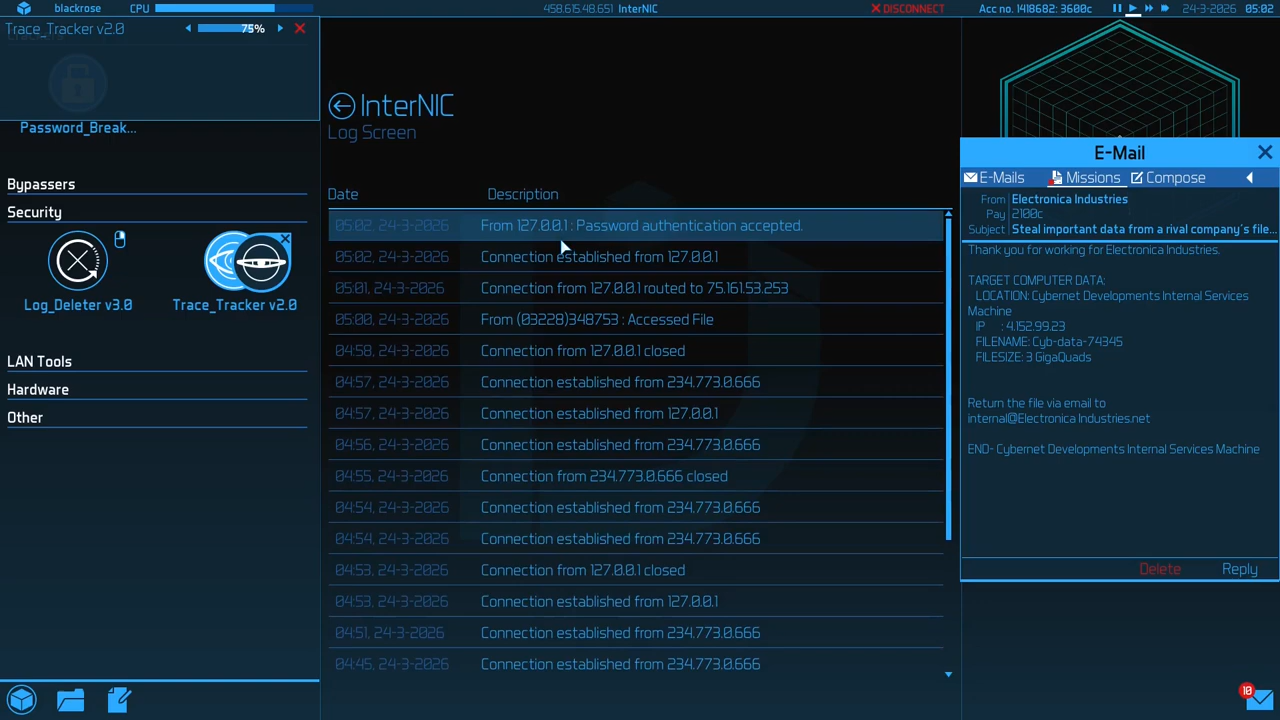 blackrose
CPU
458.615.48.651 InterNIC
DISCONNECT
Acc no. 1418682: 3600c
24-3-2026 05:02
Trace_Tracker v2.0
75%
Password_Break...
Bypassers
Security
Log_Deleter v3.0
Trace_Tracker v2.0
LAN Tools
Hardware
Other
InterNIC
Log Screen
Date Description
05:02, 24-3-2026 From 127.0.0.1 : Password authentication accepted.
05:02, 24-3-2026 Connection established from 127.0.0.1
05:01, 24-3-2026 Connection from 127.0.0.1 routed to 75.161.53.253
05:00, 24-3-2026 From (03228)348753 : Accessed File
04:58, 24-3-2026 Connection from 127.0.0.1 closed
04:57, 24-3-2026 Connection established from 234.773.0.666
04:57, 24-3-2026 Connection established from 127.0.0.1
04:56, 24-3-2026 Connection established from 234.773.0.666
04:55, 24-3-2026 Connection from 234.773.0.666 closed
04:54, 24-3-2026 Connection established from 234.773.0.666
04:54, 24-3-2026 Connection established from 234.773.0.666
04:53, 24-3-2026 Connection from 127.0.0.1 closed
04:53, 24-3-2026 Connection established from 127.0.0.1
04:51, 24-3-2026 Connection established from 234.773.0.666
04:45, 24-3-2026 Connection established from 234.773.0.666
E-Mail
E-Mails Missions Compose
From Electronica Industries
Pay 2100c
Subject Steal important data from a rival company's file...
Thank you for working for Electronica Industries.
TARGET COMPUTER DATA:
LOCATION: Cybernet Developments Internal Services
Machine
IP : 4.152.99.23
FILENAME: Cyb-data-74345
FILESIZE: 3 GigaQuads
Return the file via email to
internal@Electronica Industries.net
END- Cybernet Developments Internal Services Machine
Delete Reply
10